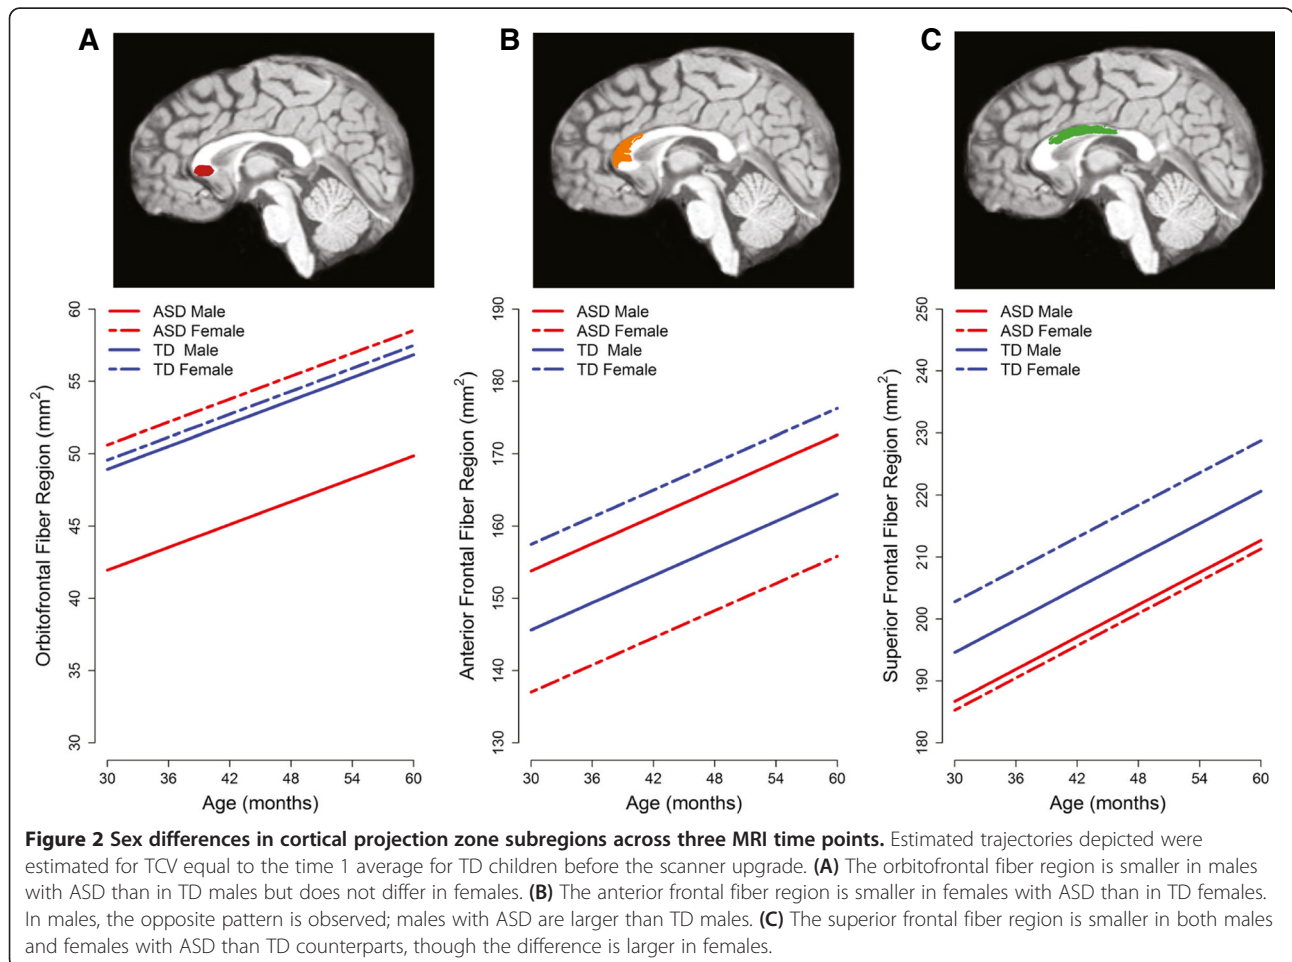 A
B
C
ASD Male
ASD Female
TD Male
TD Female
Orbitofrontal Fiber Region (mm²)
60
55
50
45
40
35
30
30 36 42 48 54 60
Age (months)
ASD Male
ASD Female
TD Male
TD Female
Anterior Frontal Fiber Region (mm²)
190
180
170
160
150
140
130
30 36 42 48 54 60
Age (months)
ASD Male
ASD Female
TD Male
TD Female
Superior Frontal Fiber Region (mm²)
250
240
230
220
210
200
190
180
30 36 42 48 54 60
Age (months)
Figure 2 Sex differences in cortical projection zone subregions across three MRI time points. Estimated trajectories depicted were
estimated for TCV equal to the time 1 average for TD children before the scanner upgrade. (A) The orbitofrontal fiber region is smaller in males
with ASD than in TD males but does not differ in females. (B) The anterior frontal fiber region is smaller in females with ASD than in TD females.
In males, the opposite pattern is observed; males with ASD are larger than TD males. (C) The superior frontal fiber region is smaller in both males
and females with ASD than TD counterparts, though the difference is larger in females.